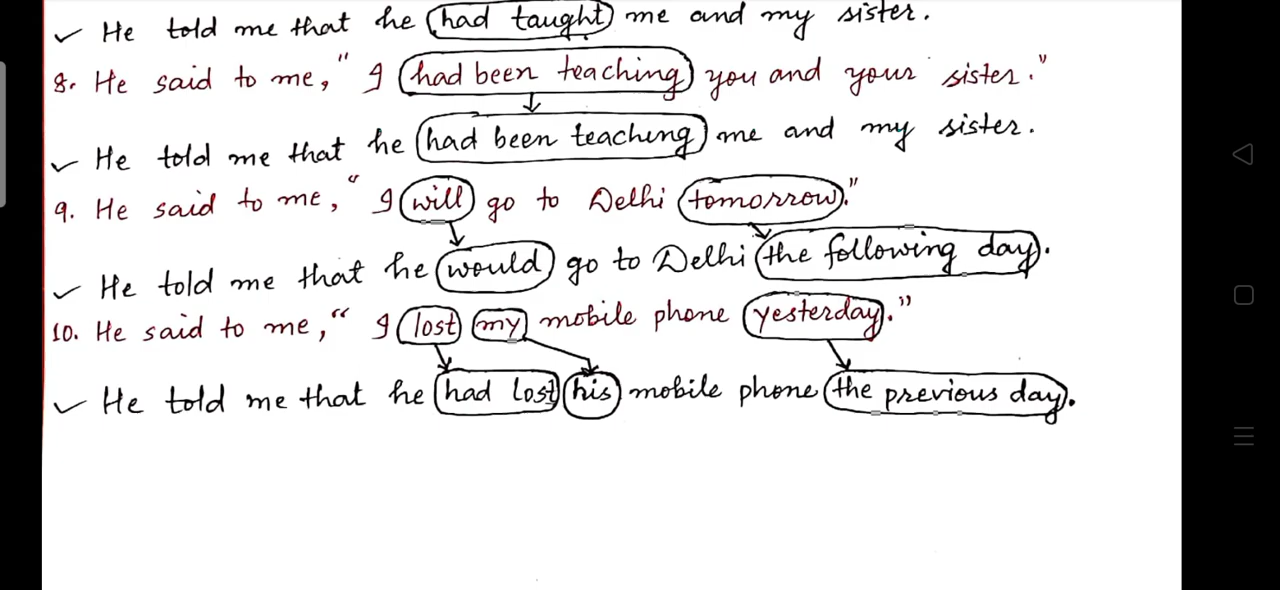 ✓ He told me that he had taught me and my sister.
8. He said to me, "I had been teaching you and your sister."
✓ He told me that he had been teaching me and my sister.
9. He said to me, "I will go to Delhi tomorrow."
✓ He told me that he would go to Delhi the following day.
10. He said to me, "I lost my mobile phone yesterday."
✓ He told me that he had lost his mobile phone the previous day.